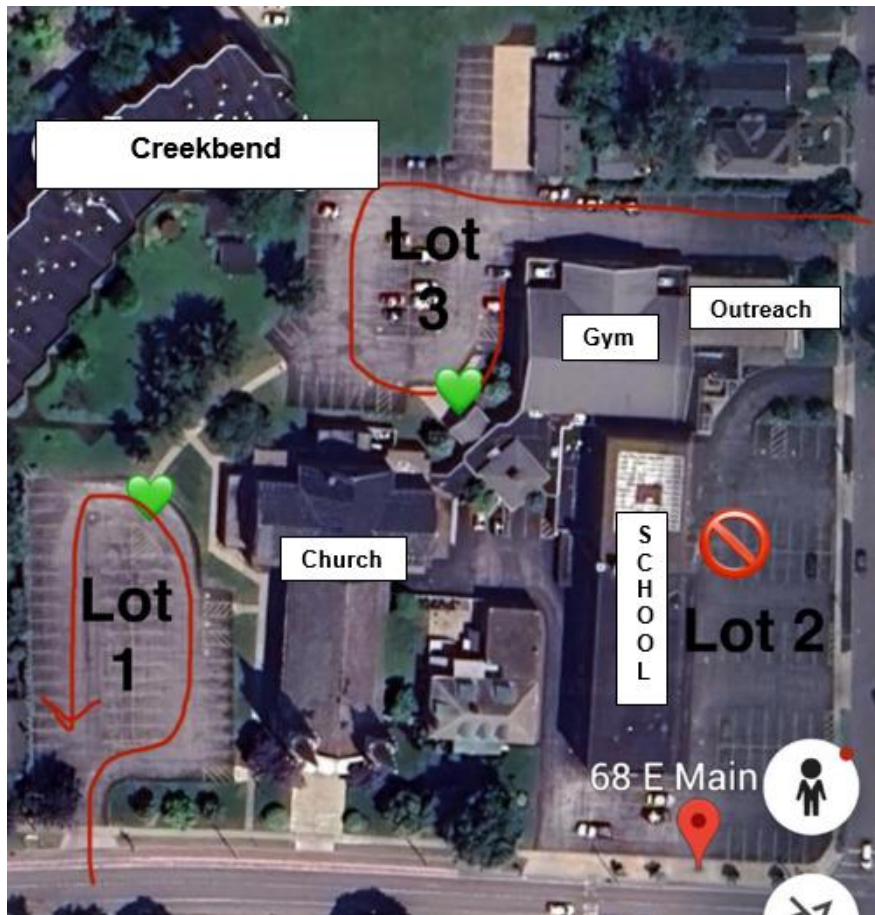 Creekbend
Lot
3
Outreach
Gym
S
C
H
O
O
L
Church
Lot
1
Lot 2
68 E Main